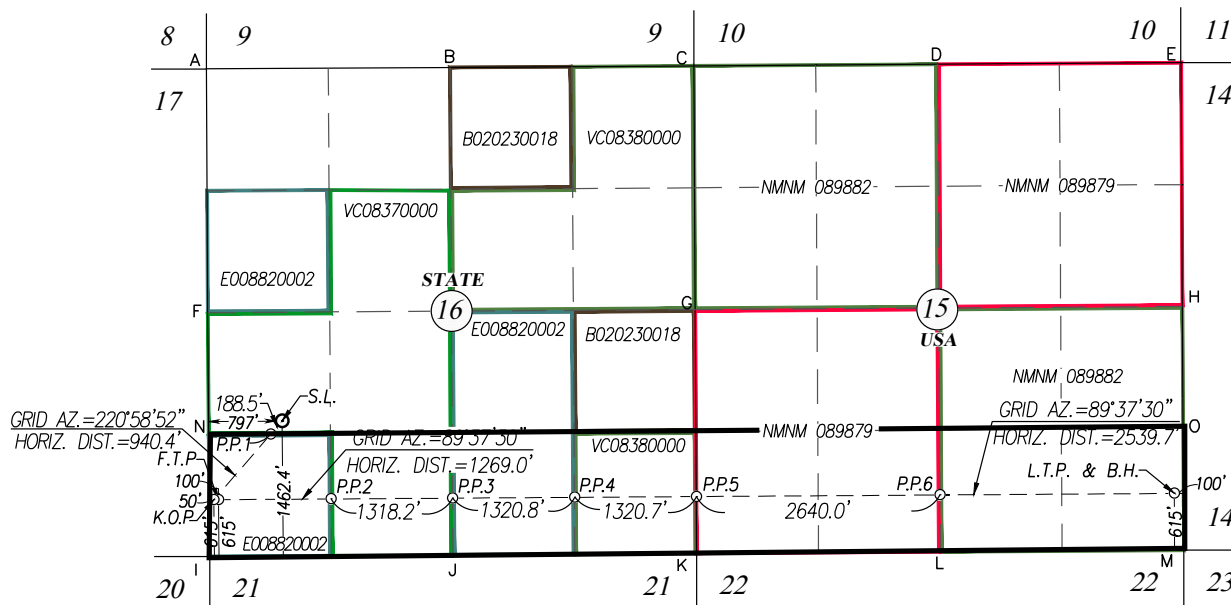 8 9 9 10 10 11
A B C D E
17 14
B020230018 VC08380000
NMNM 089882 NMNM 089879
VC08370000
E008820002
STATE
F 16 G 15 H
USA
E008820002 B020230018
NMNM 089882
188.5' S.L.
797'
GRID AZ.=220°58'52"
HORIZ. DIST.=940.4'
GRID AZ.=89°37'30"
HORIZ. DIST.=2539.7'
N P.P.1 NMNM 089879 O
GRID AZ.=89°37'30"
HORIZ. DIST.=1269.0'
VC08380000
F.T.P.
100'
50'
K.O.P.
L.T.P. & B.H.
100'
P.P.2 P.P.3 P.P.4 P.P.5 P.P.6
1318.2' 1320.8' 1320.7' 2640.0'
1462.4'
615' 615' 615'
14
E008820002
I J K L M
20 21 21 22 22 23